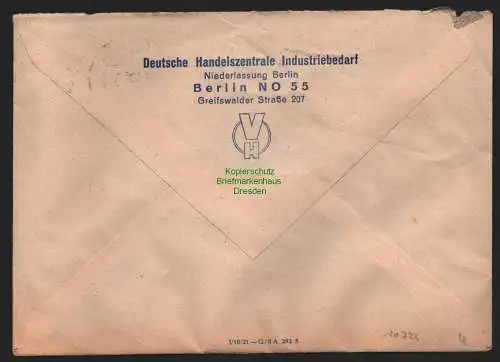 Deutsche Handelszentrale Industriebedarf
Niederlassung Berlin
Berlin NO 55
Greifswalder Straße 207
V
H
Kopierschutz
Briefmarkenhaus
Dresden